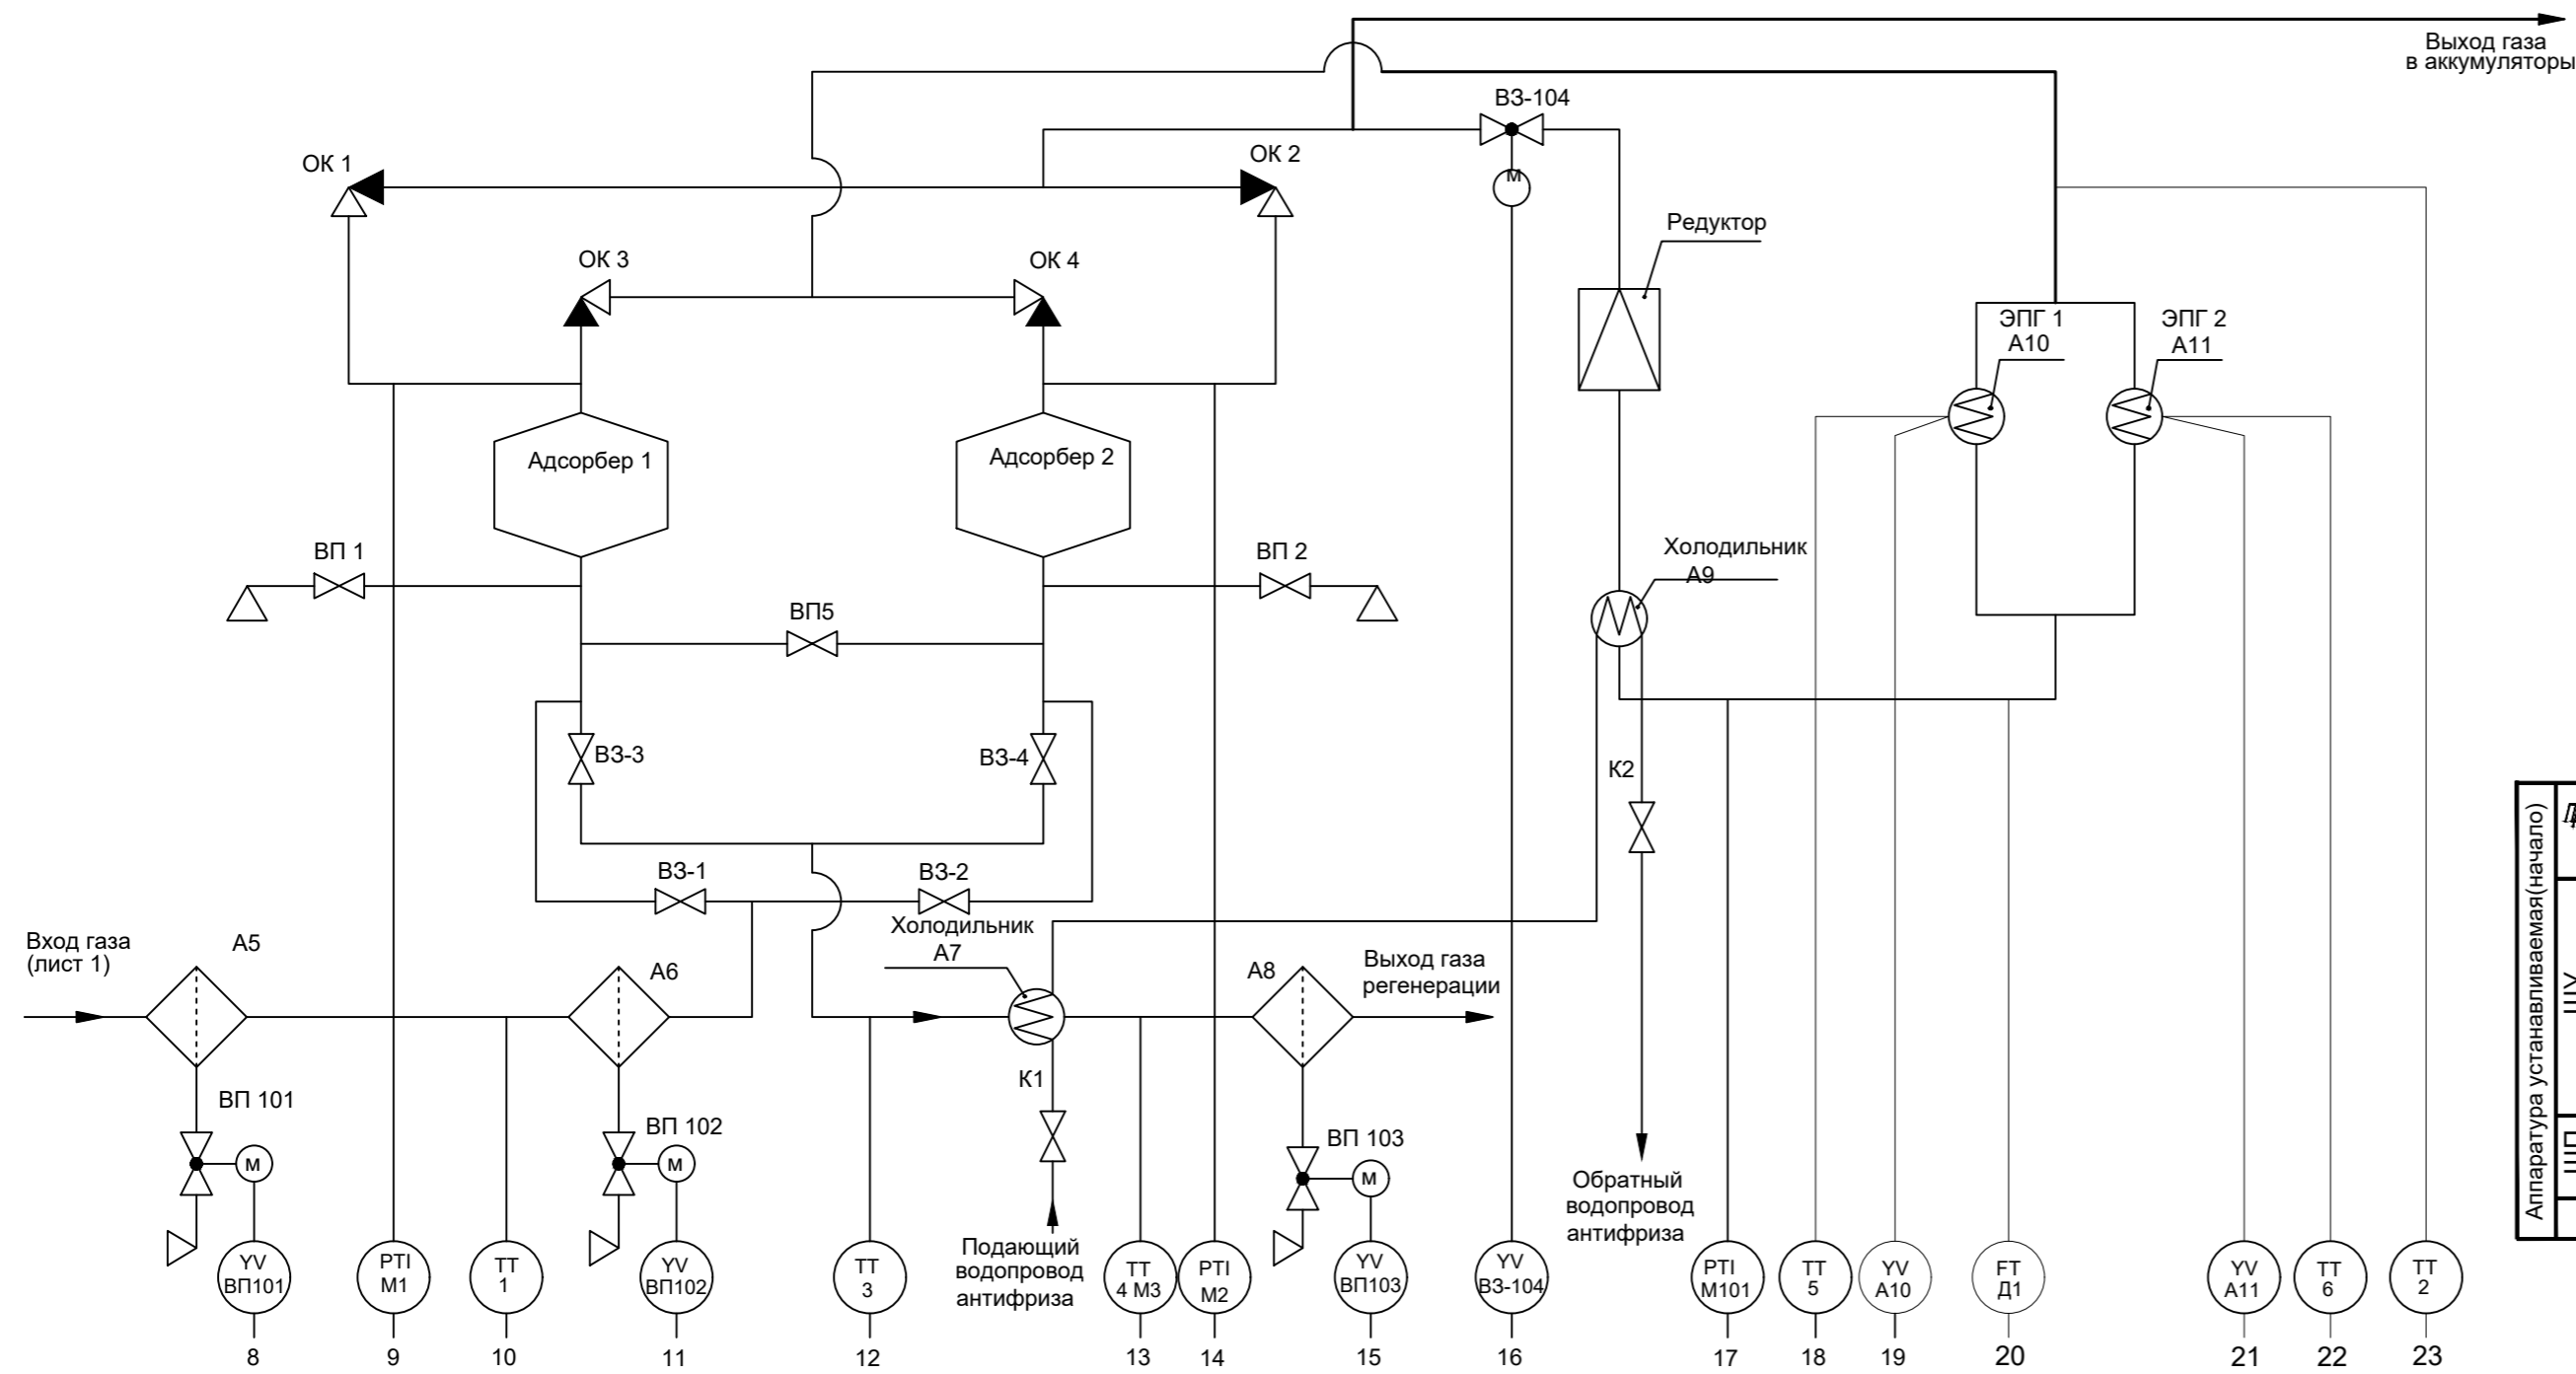 Выход газа
в аккумуляторы
ВЗ-104
М
ОК 1
ОК 2
Редуктор
ОК 3
ОК 4
ЭПГ 1
А10
ЭПГ 2
А11
Адсорбер 1
Адсорбер 2
ВП 1
ВП 2
Холодильник
А9
ВП5
ВЗ-3
ВЗ-4
К2
ВЗ-1
ВЗ-2
Холодильник
А7
Вход газа
(лист 1)
А5
А6
А8
Выход газа
регенерации
К1
ВП 101
М
ВП 102
М
ВП 103
М
Подающий
водопровод
антифриза
Обратный
водопровод
антифриза
YV
ВП101
PTI
М1
TT
1
YV
ВП102
TT
3
TT
4 М3
PTI
М2
YV
ВП103
YV
ВЗ-104
PTI
М101
TT
5
YV
А10
FT
Д1
YV
А11
TT
6
TT
2
8
9
10
11
12
13
14
15
16
17
18
19
20
21
22
23
Аппаратура устанавливаемая(начало)